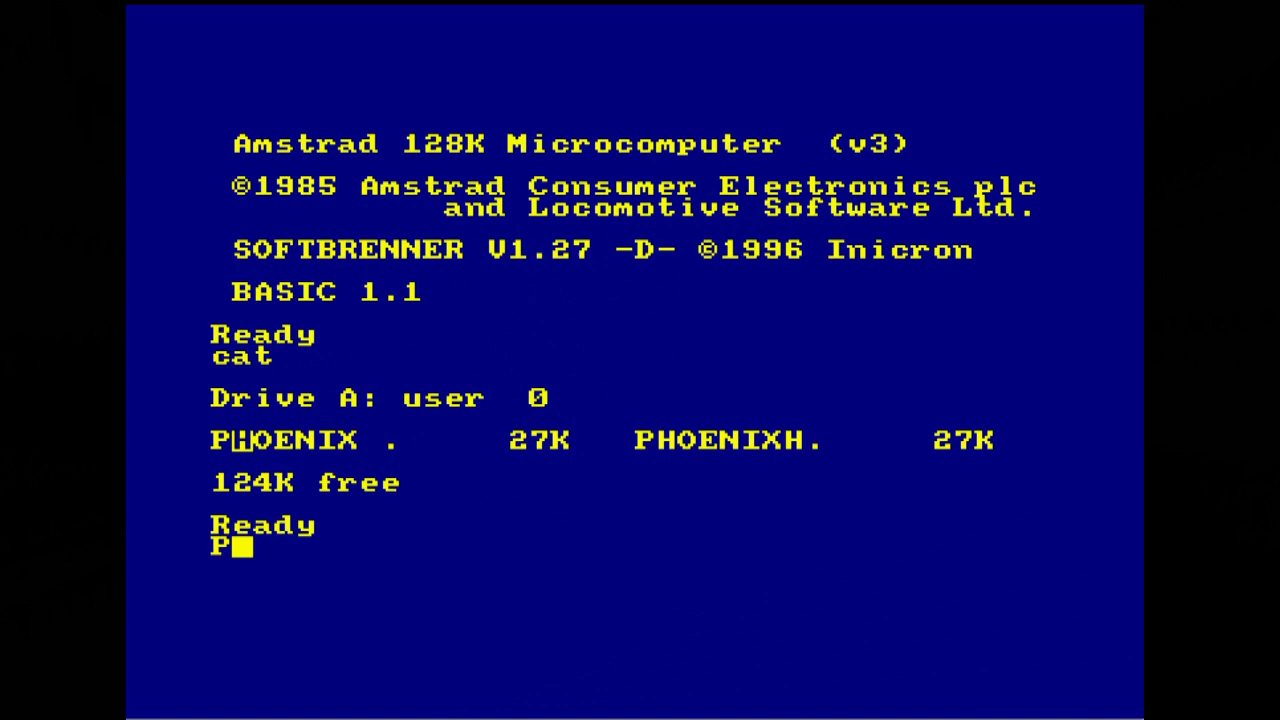 Amstrad 128K Microcomputer (v3)
©1985 Amstrad Consumer Electronics plc
and Locomotive Software Ltd.
SOFTBRENNER V1.27 -D- ©1996 Inicron
BASIC 1.1
Ready
cat
Drive A: user 0
PHOENIX . 27K PHOENIXH. 27K
124K free
Ready
P